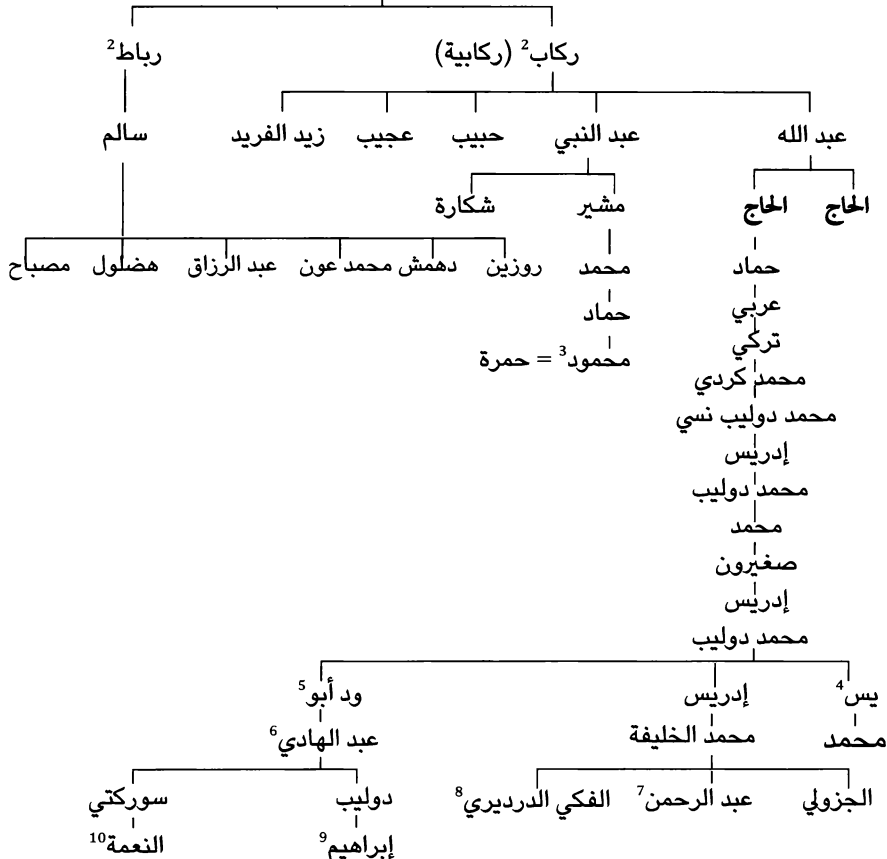 ركاب² (ركابية) رباط²
عبد الله عبد النبي حبيب عجيب زيد الفريد سالم
الحاج الحاج مشير شكارة
حماد محمد روزين دهمش محمد عون عبد الرزاق هضلول مصباح
عربي حماد
تركي
محمود³ = حمرة
محمد كردي
محمد دوليب نسي
إدريس
محمد دوليب
محمد
صغيرون
إدريس
محمد دوليب
يس⁴ إدريس ود أبو⁵
محمد محمد الخليفة عبد الهادي⁶
الجزولي عبد الرحمن⁷ الفكي الدرديري⁸ دوليب سوركتي
إبراهيم⁹ النعمة¹⁰